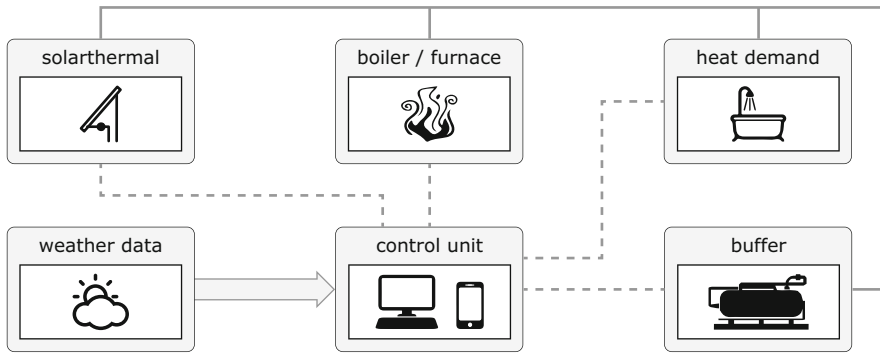 solarthermal
boiler / furnace
heat demand
weather data
control unit
buffer